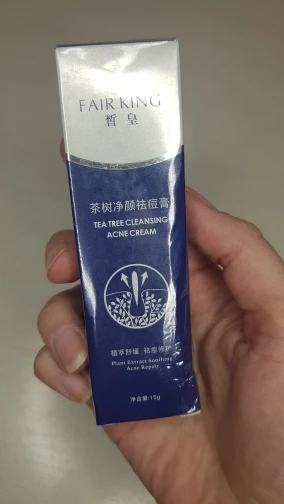 FAIR KING
皙皇
茶树净颜祛痘膏
TEA TREE CLEANSING
ACNE CREAM
植萃舒缓 祛痘修护
Plant Extract Soothing
Acne Repair
净含量:15g